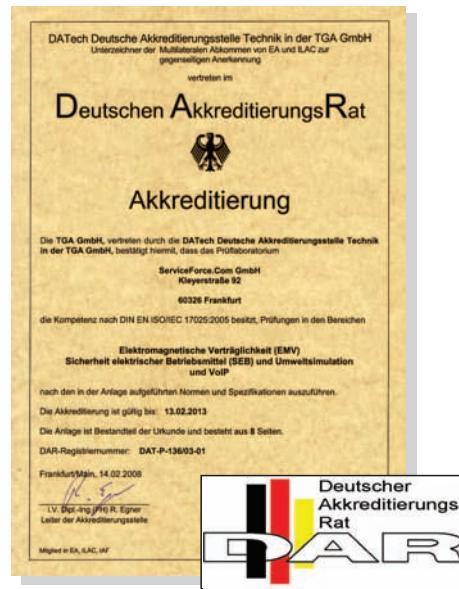 DATech Deutsche Akkreditierungsstelle Technik in der TGA GmbH
Unterzeichner der Multilateralen Abkommen von EA und ILAC zur
gegenseitigen Anerkennung
vertreten im
Deutschen AkkreditierungsRat
Akkreditierung
Die TGA GmbH, vertreten durch die DATech Deutsche Akkreditierungsstelle Technik
in der TGA GmbH, bestätigt hiermit, dass das Prüflaboratorium
ServiceForce.Com GmbH
Kleyerstraße 92
60326 Frankfurt
die Kompetenz nach DIN EN ISO/IEC 17025:2005 besitzt, Prüfungen in den Bereichen
Elektromagnetische Verträglichkeit (EMV)
Sicherheit elektrischer Betriebsmittel (SEB) und Umweltsimulation
und VoIP
nach den in der Anlage aufgeführten Normen und Spezifikationen auszuführen.
Die Akkreditierung ist gültig bis: 13.02.2013
Die Anlage ist Bestandteil der Urkunde und besteht aus 8 Seiten.
DAR-Registriernummer: DAT-P-136/03-01
Frankfurt/Main, 14.02.2008
i.V. Dipl.-Ing.(FH) R. Egner
Leiter der Akkreditierungsstelle
Mitglied in EA, ILAC, IAF
Deutscher
Akkreditierungs
Rat
DAR